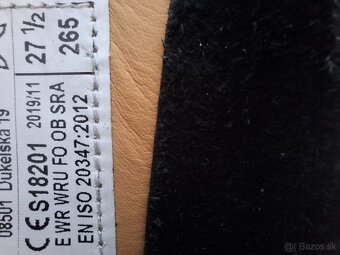 08501 Dukelská 19
CE S18201 2019/11 27 1/2
E WR WRU FO OB SRA 265
EN ISO 20347:2012
Bazos.sk